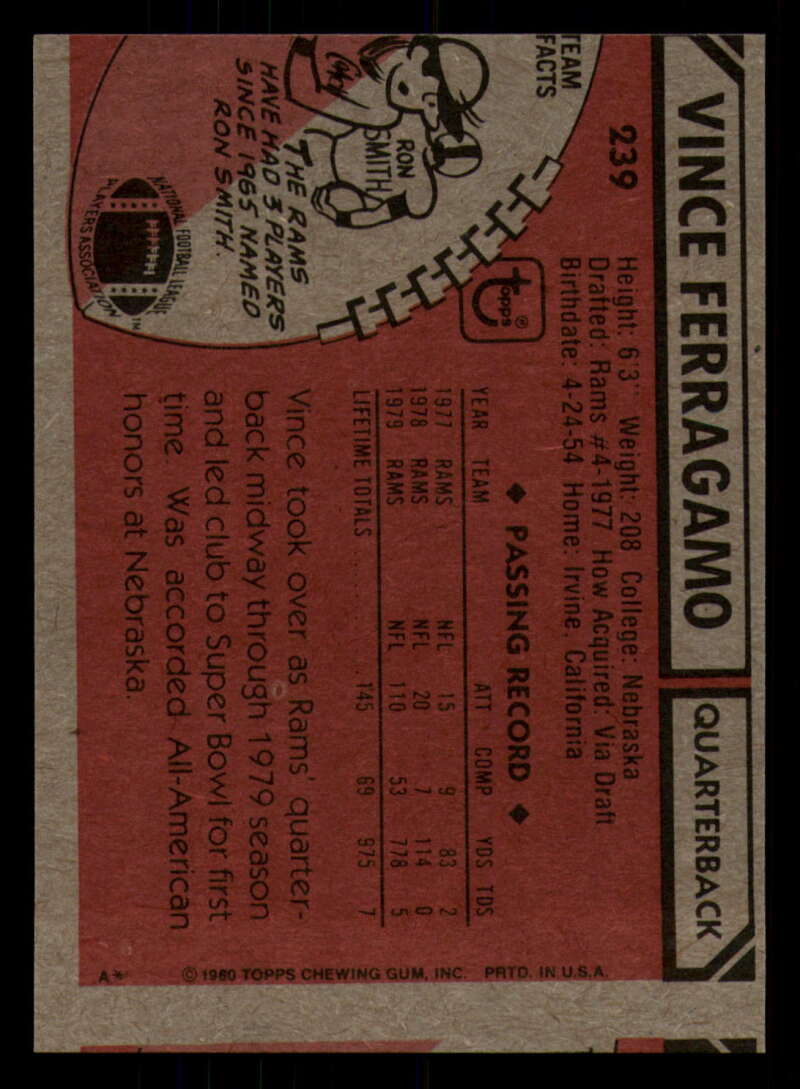 VINCE FERRAGAMO QUARTERBACK
239
Height: 6'3" Weight: 208 College: Nebraska
Drafted: Rams #4-1977 How Acquired: Via Draft
Birthdate: 4-24-54 Home: Irvine, California
TEAM
FACTS
RON
SMITH
THE RAMS
HAVE HAD 3 PLAYERS
SINCE 1965 NAMED
RON SMITH.
NATIONAL FOOTBALL LEAGUE
PLAYERS ASSOCIATION
TM
topps®
◆ PASSING RECORD ◆
YEAR TEAM ATT COMP YDS TDS
1977 RAMS NFL 15 9 83 2
1978 RAMS NFL 20 7 114 0
1979 RAMS NFL 110 53 778 5
LIFETIME TOTALS 145 69 975 7
Vince took over as Rams' quarter-
back midway through 1979 season
and led club to Super Bowl for first
time. Was accorded All-American
honors at Nebraska.
A* © 1980 TOPPS CHEWING GUM, INC. PRTD. IN U.S.A.